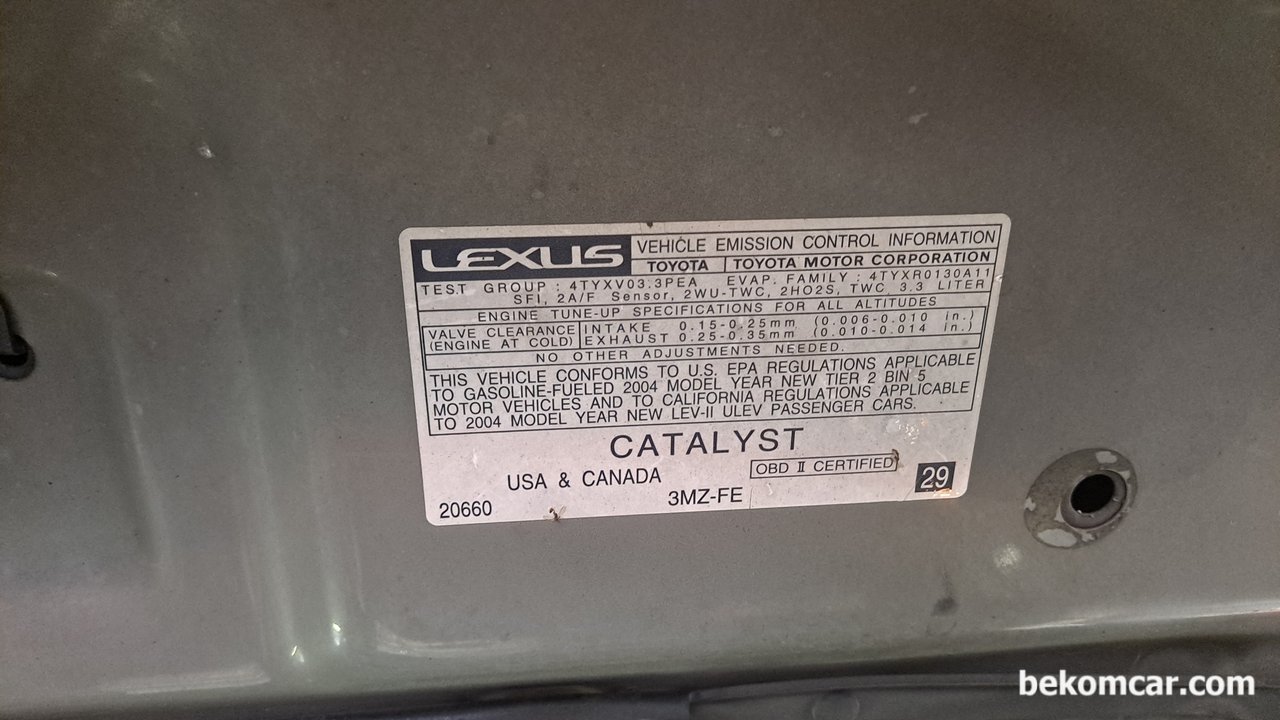 LEXUS
VEHICLE EMISSION CONTROL INFORMATION
TOYOTA TOYOTA MOTOR CORPORATION
TEST GROUP : 4TYXV03.3PEA EVAP. FAMILY : 4TYXR0130A11
SFI, 2A/F Sensor, 2WU-TWC, 2HO2S, TWC, 3.3 LITER
ENGINE TUNE-UP SPECIFICATIONS FOR ALL ALTITUDES
VALVE CLEARANCE INTAKE 0.15-0.25mm (0.006-0.010 in.)
(ENGINE AT COLD) EXHAUST 0.25-0.35mm (0.010-0.014 in.)
NO OTHER ADJUSTMENTS NEEDED.
THIS VEHICLE CONFORMS TO U.S. EPA REGULATIONS APPLICABLE
TO GASOLINE-FUELED 2004 MODEL YEAR NEW TIER 2 BIN 5
MOTOR VEHICLES AND TO CALIFORNIA REGULATIONS APPLICABLE
TO 2004 MODEL YEAR NEW LEV-II ULEV PASSENGER CARS.
CATALYST
USA & CANADA OBD II CERTIFIED 29
20660 3MZ-FE
bekomcar.com